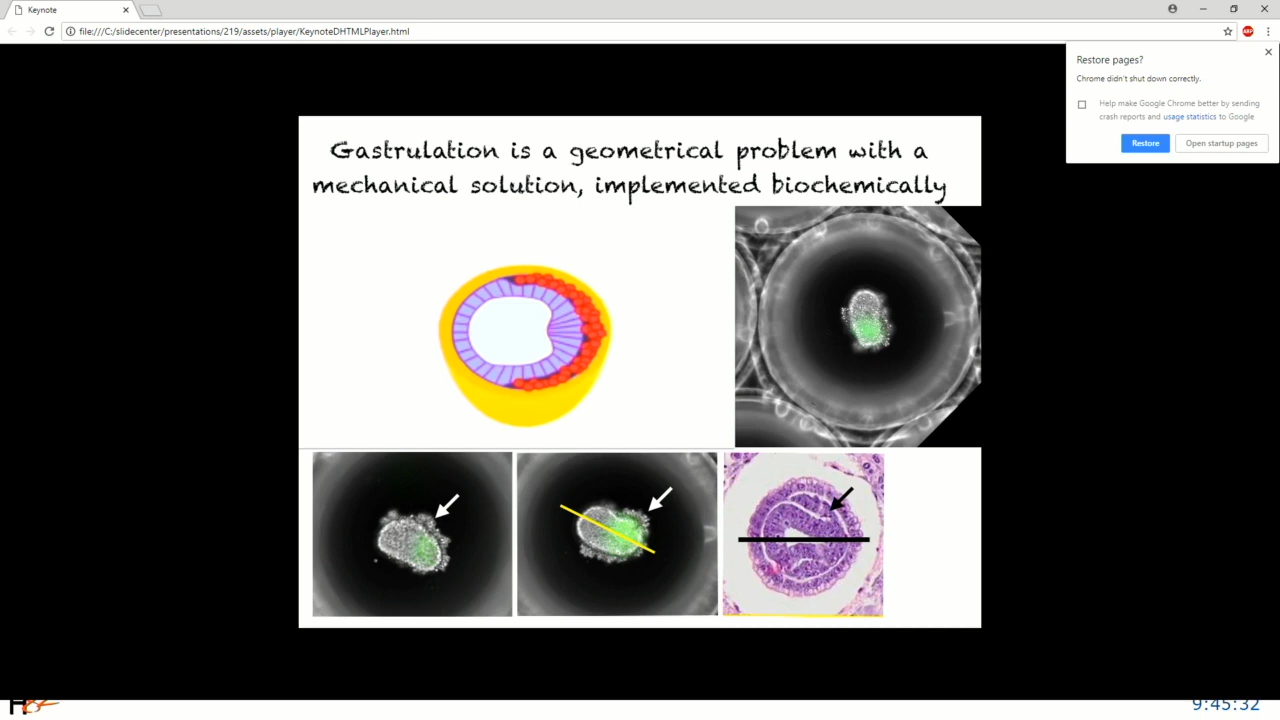 Keynote
file:///C:/slidecenter/presentations/219/assets/player/KeynoteDHTMLPlayer.html
ABP
Restore pages?
Chrome didn't shut down correctly.
Help make Google Chrome better by sending
crash reports and usage statistics to Google
Restore
Open startup pages
Gastrulation is a geometrical problem with a
mechanical solution, implemented biochemically
9:45:32